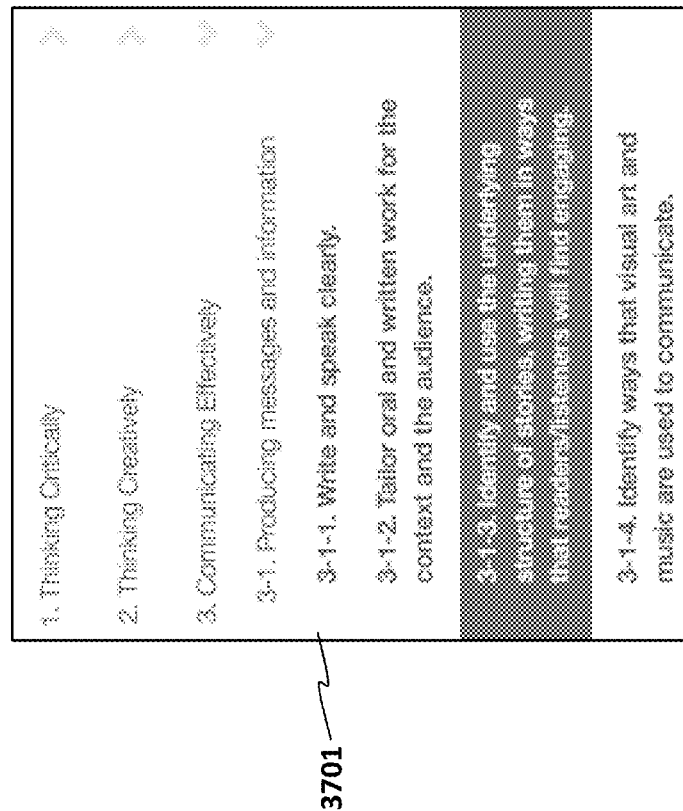 1. Thinking Critically
2. Thinking Creatively
3. Communicating Effectively
3-1. Producing messages and information
3-1-1. Write and speak clearly.
3-1-2. Tailor oral and written work for the
context and the audience.
3-1-3. Identify and use the underlying
structure of stories, writing them in ways
that readers/listeners will find engaging.
3-1-4. Identify ways that visual art and
music are used to communicate.
3701